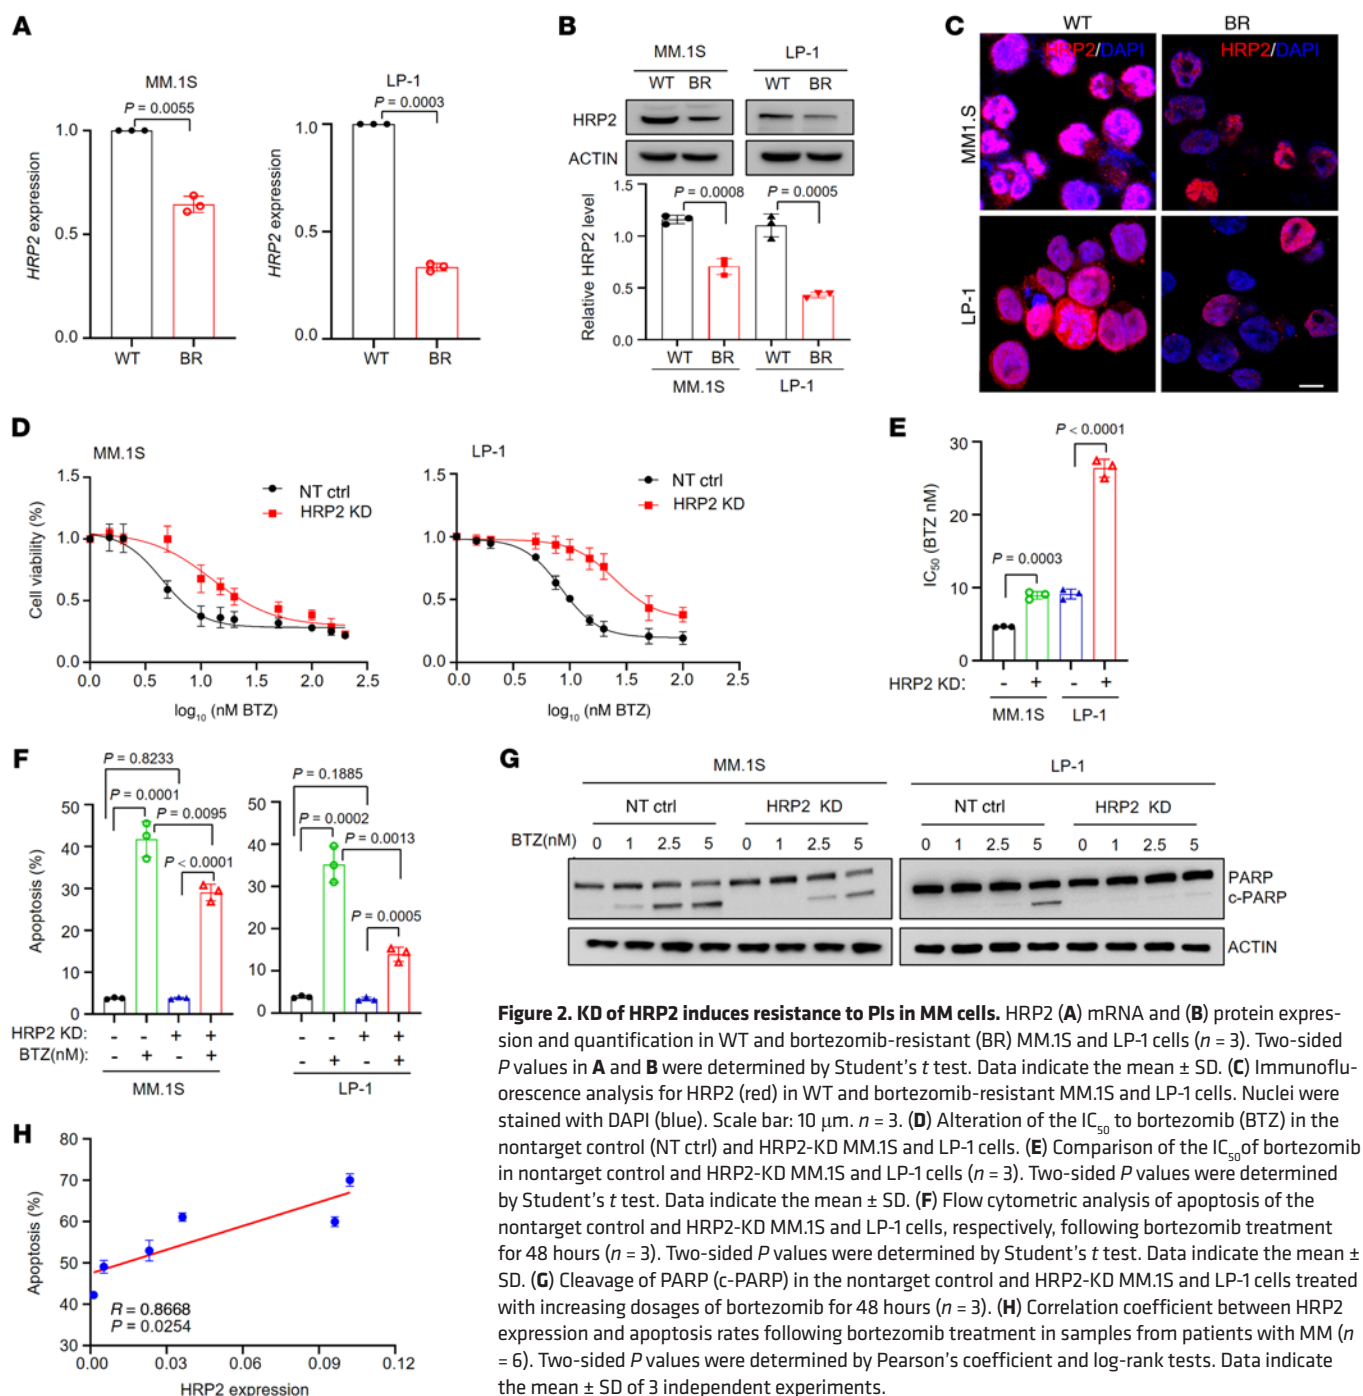 A
MM.1S
P = 0.0055
HRP2 expression
1.0
0.5
0.0
WT BR
LP-1
P = 0.0003
HRP2 expression
1.0
0.5
0.0
WT BR
B
MM.1S LP-1
WT BR WT BR
HRP2
ACTIN
P = 0.0008 P = 0.0005
Relative HRP2 level
1.5
1.0
0.5
0.0
WT BR WT BR
MM.1S LP-1
C
WT BR
HRP2/DAPI HRP2/DAPI
MM1.S
LP-1
D
MM.1S
NT ctrl
HRP2 KD
Cell viability (%)
1.5
1.0
0.5
0.0
0.0 0.5 1.0 1.5 2.0 2.5
log10 (nM BTZ)
LP-1
NT ctrl
HRP2 KD
1.5
1.0
0.5
0.0
0.0 0.5 1.0 1.5 2.0 2.5
log10 (nM BTZ)
E
P < 0.0001
P = 0.0003
IC50 (BTZ nM)
30
20
10
0
HRP2 KD: - + - +
MM.1S LP-1
F
P = 0.8233
P = 0.0001
P = 0.0095
P < 0.0001
Apoptosis (%)
50
40
30
20
10
0
P = 0.1885
P = 0.0002
P = 0.0013
P = 0.0005
50
40
30
20
10
0
HRP2 KD: - - + + - - + +
BTZ(nM): - + - + - + - +
MM.1S LP-1
G
MM.1S LP-1
NT ctrl HRP2 KD NT ctrl HRP2 KD
BTZ(nM) 0 1 2.5 5 0 1 2.5 5 0 1 2.5 5 0 1 2.5 5
PARP
c-PARP
ACTIN
H
Apoptosis (%)
80
70
60
50
40
30
R = 0.8668
P = 0.0254
0.00 0.03 0.06 0.09 0.12
HRP2 expression
Figure 2. KD of HRP2 induces resistance to PIs in MM cells. HRP2 (A) mRNA and (B) protein expres-
sion and quantification in WT and bortezomib-resistant (BR) MM.1S and LP-1 cells (n = 3). Two-sided
P values in A and B were determined by Student's t test. Data indicate the mean ± SD. (C) Immunoflu-
orescence analysis for HRP2 (red) in WT and bortezomib-resistant MM.1S and LP-1 cells. Nuclei were
stained with DAPI (blue). Scale bar: 10 μm. n = 3. (D) Alteration of the IC50 to bortezomib (BTZ) in the
nontarget control (NT ctrl) and HRP2-KD MM.1S and LP-1 cells. (E) Comparison of the IC50of bortezomib
in nontarget control and HRP2-KD MM.1S and LP-1 cells (n = 3). Two-sided P values were determined
by Student's t test. Data indicate the mean ± SD. (F) Flow cytometric analysis of apoptosis of the
nontarget control and HRP2-KD MM.1S and LP-1 cells, respectively, following bortezomib treatment
for 48 hours (n = 3). Two-sided P values were determined by Student's t test. Data indicate the mean ±
SD. (G) Cleavage of PARP (c-PARP) in the nontarget control and HRP2-KD MM.1S and LP-1 cells treated
with increasing dosages of bortezomib for 48 hours (n = 3). (H) Correlation coefficient between HRP2
expression and apoptosis rates following bortezomib treatment in samples from patients with MM (n
= 6). Two-sided P values were determined by Pearson's coefficient and log-rank tests. Data indicate
the mean ± SD of 3 independent experiments.